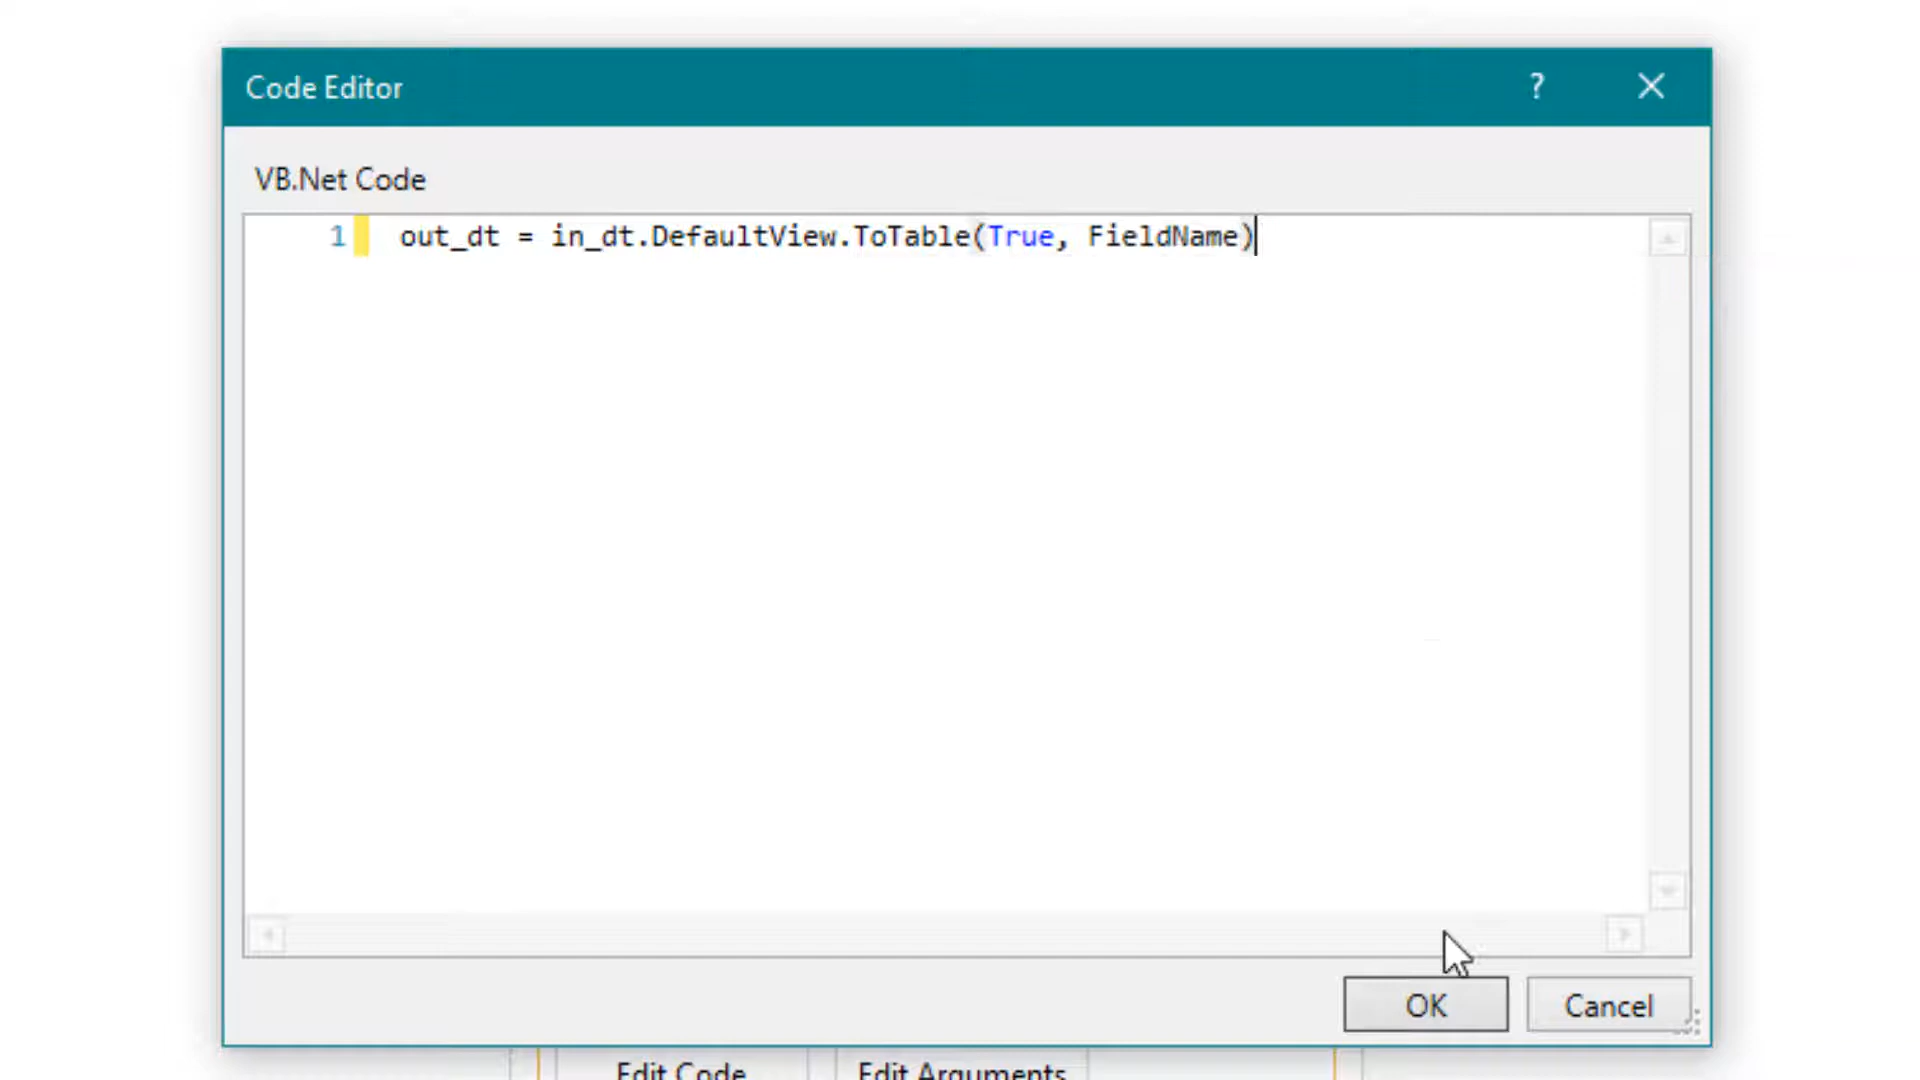 Code Editor
?
VB.Net Code
1 out_dt = in_dt.DefaultView.ToTable(True, FieldName)
OK Cancel
Edit Code Edit Arguments